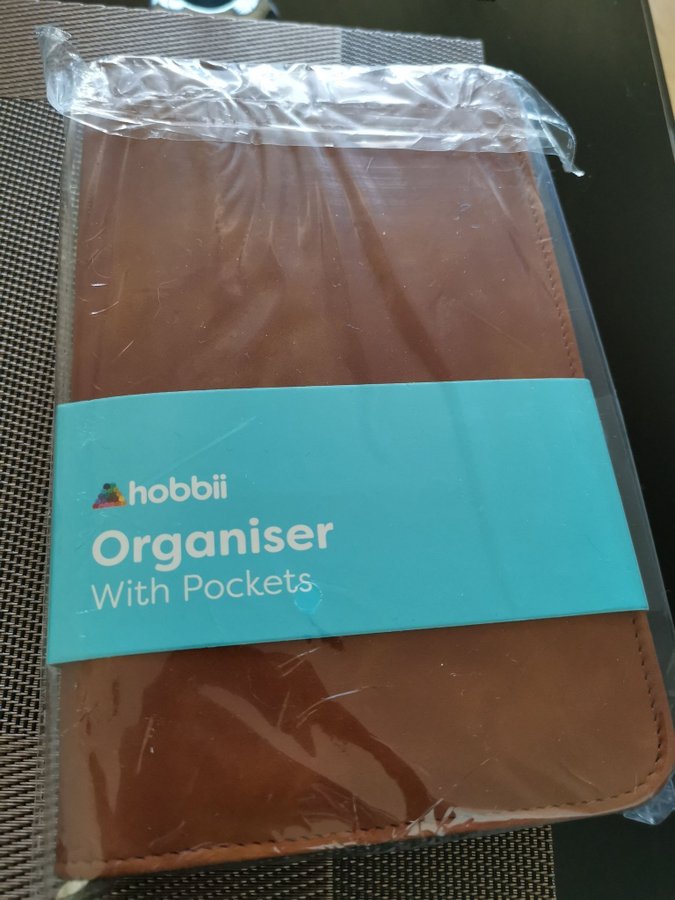 hobbii
Organiser
With Pockets